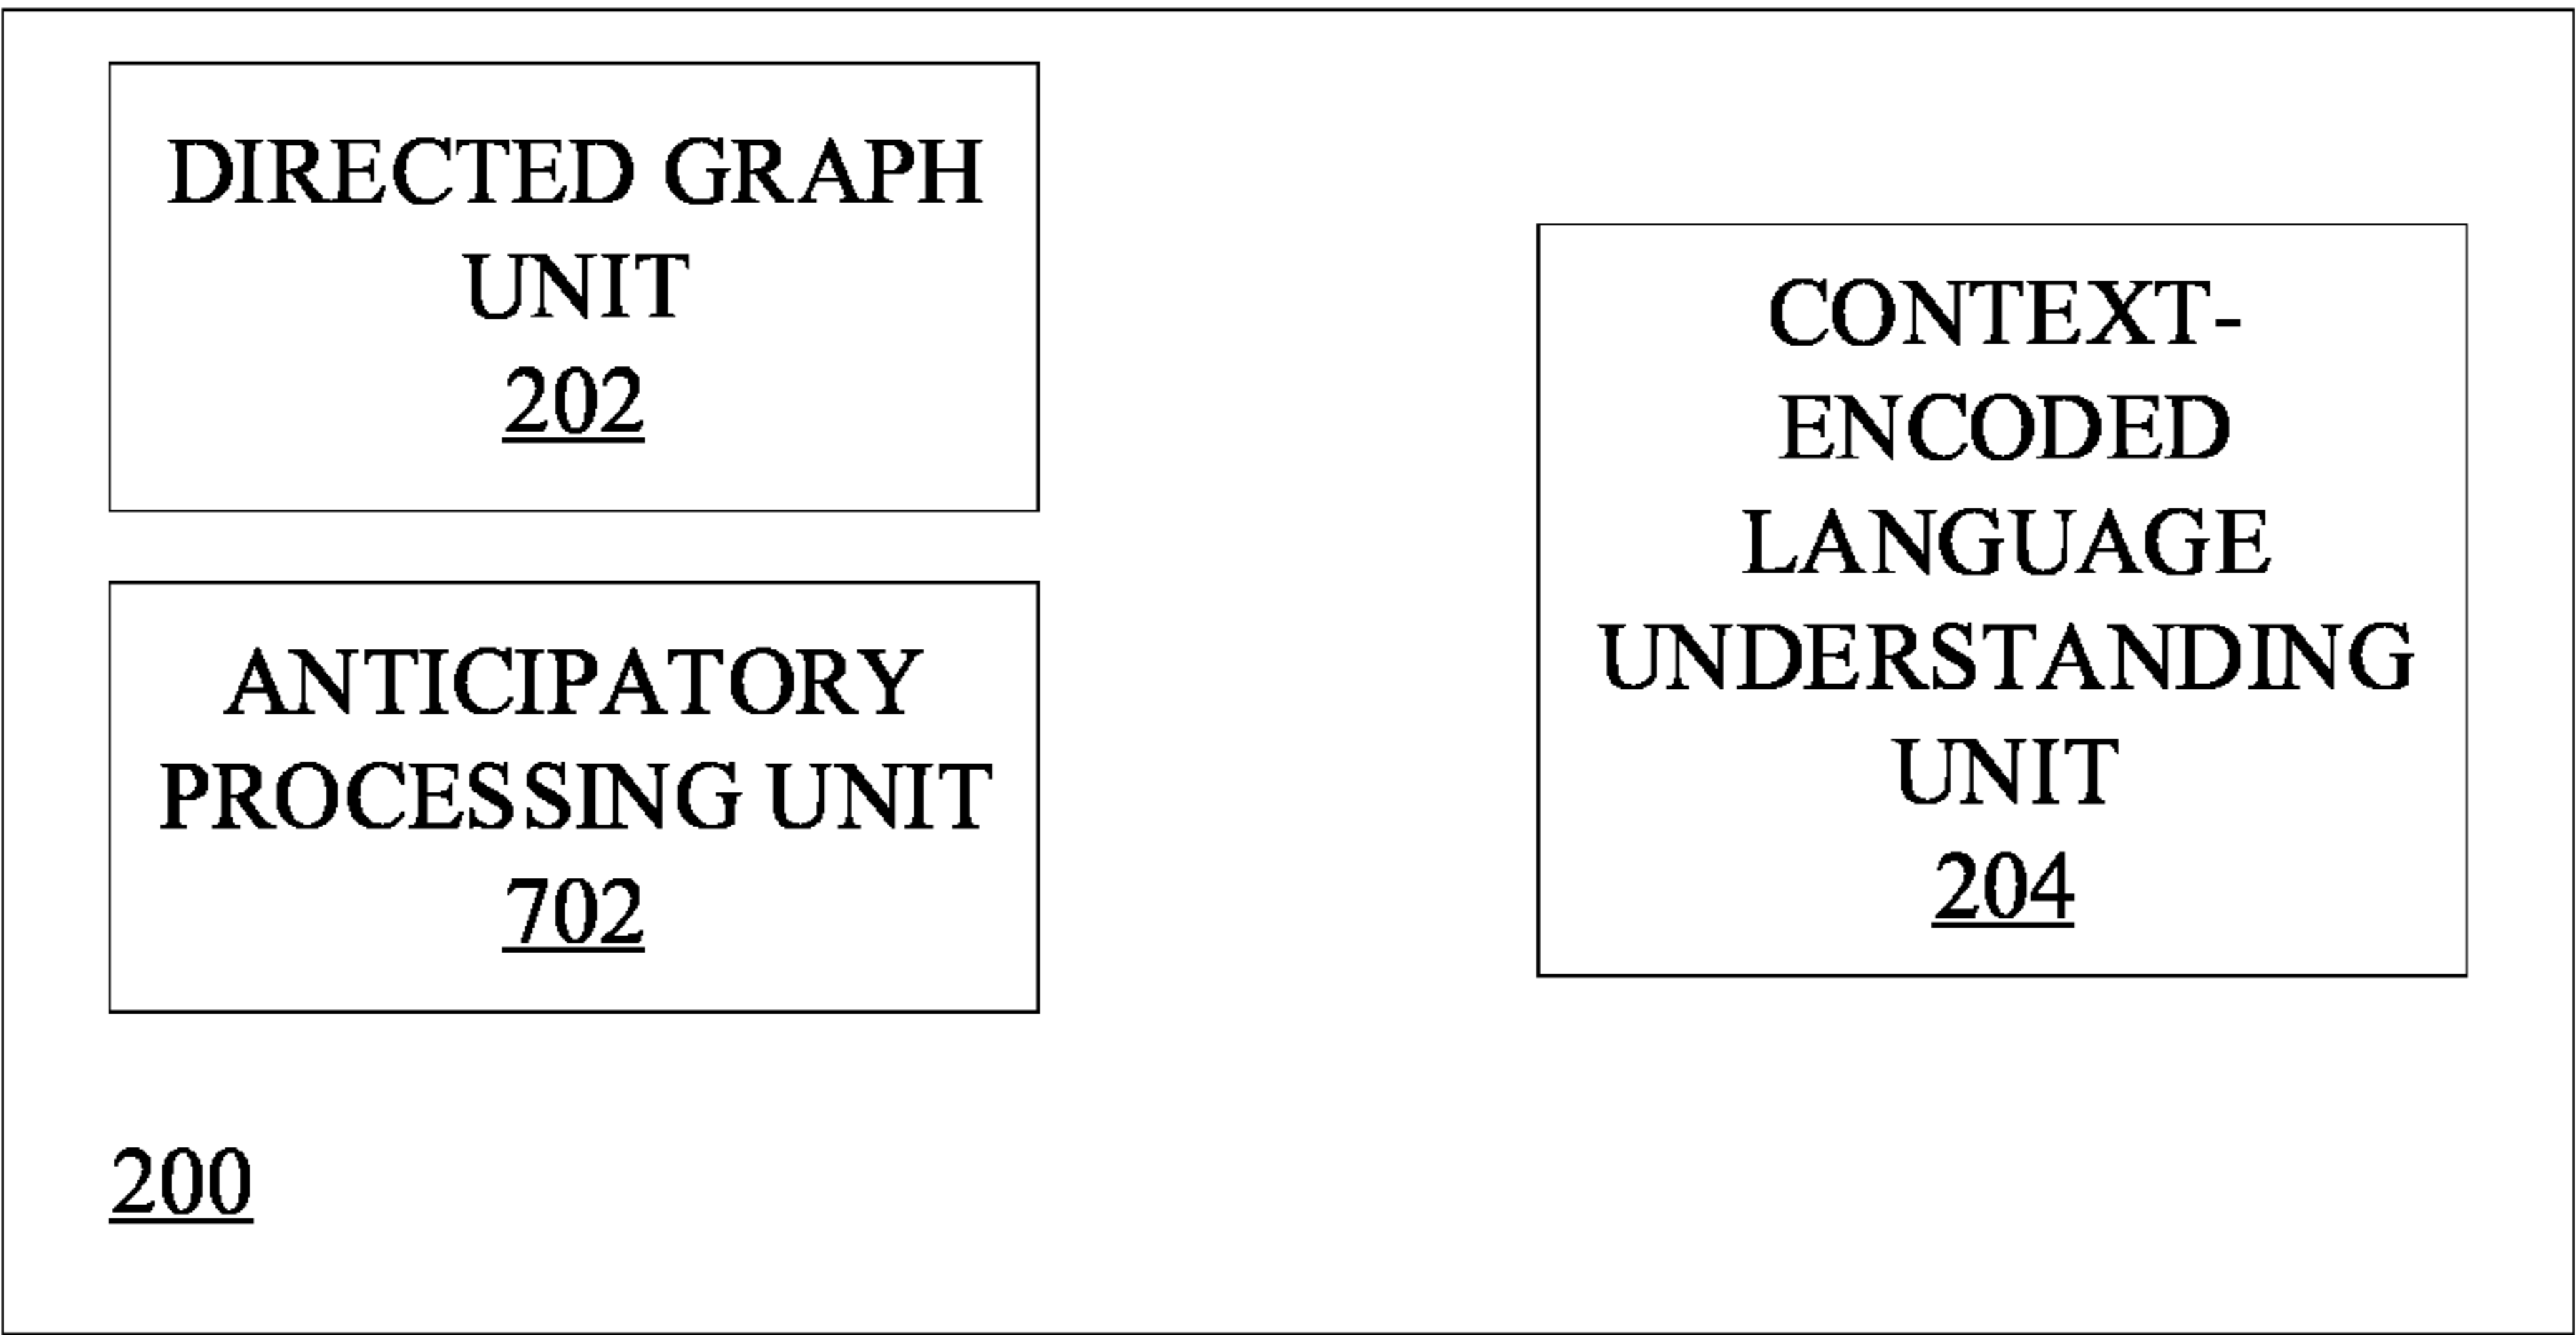 DIRECTED GRAPH
UNIT
202
ANTICIPATORY
PROCESSING UNIT
702
CONTEXT-
ENCODED
LANGUAGE
UNDERSTANDING
UNIT
204
200